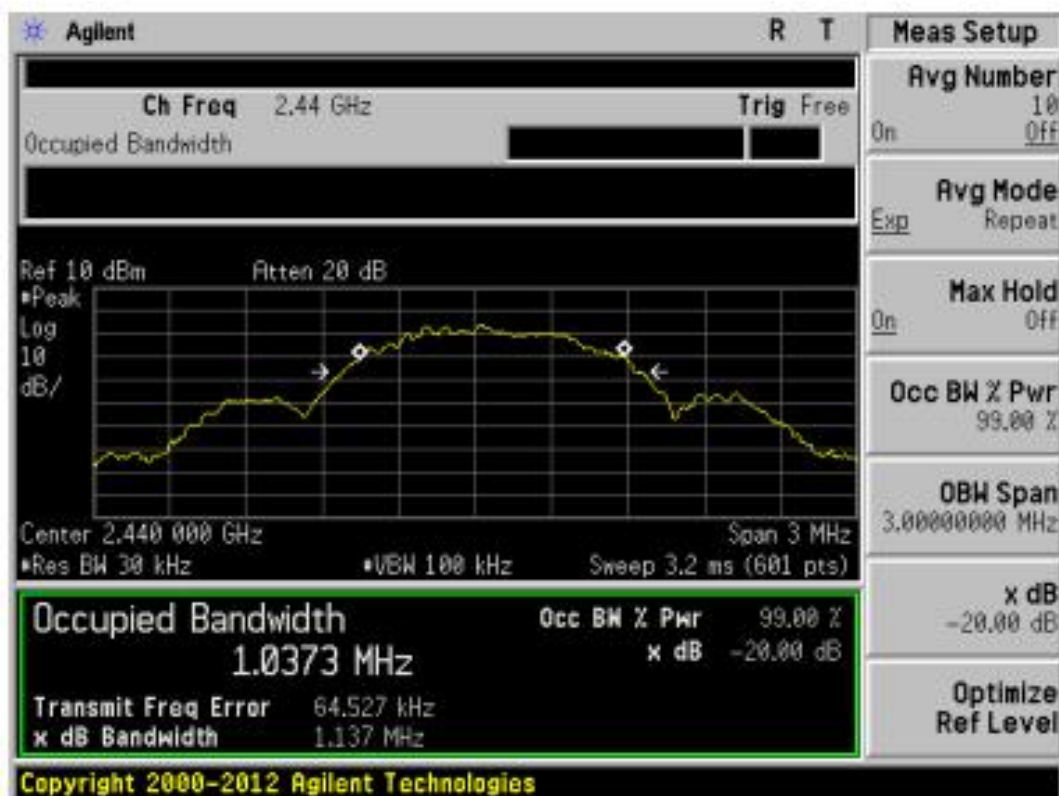 Agilent R T
Ch Freq 2.44 GHz Trig Free
Occupied Bandwidth
Ref 10 dBm Atten 20 dB
#Peak
Log
10
dB/
Center 2.440 000 GHz Span 3 MHz
#Res BW 30 kHz #VBW 100 kHz Sweep 3.2 ms (601 pts)
Occupied Bandwidth Occ BW % Pwr 99.00 %
1.0373 MHz x dB -20.00 dB
Transmit Freq Error 64.527 kHz
x dB Bandwidth 1.137 MHz
Copyright 2000-2012 Agilent Technologies
Meas Setup
Avg Number
10
On Off
Avg Mode
Exp Repeat
Max Hold
On Off
Occ BW % Pwr
99.00 %
OBW Span
3.00000000 MHz
x dB
-20.00 dB
Optimize
Ref Level